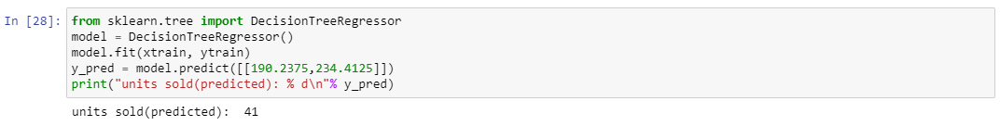 In [28]: from sklearn.tree import DecisionTreeRegressor
model = DecisionTreeRegressor()
model.fit(xtrain, ytrain)
y_pred = model.predict([[190.2375,234.4125]])
print("units sold(predicted): % d\n"% y_pred)
units sold(predicted):  41